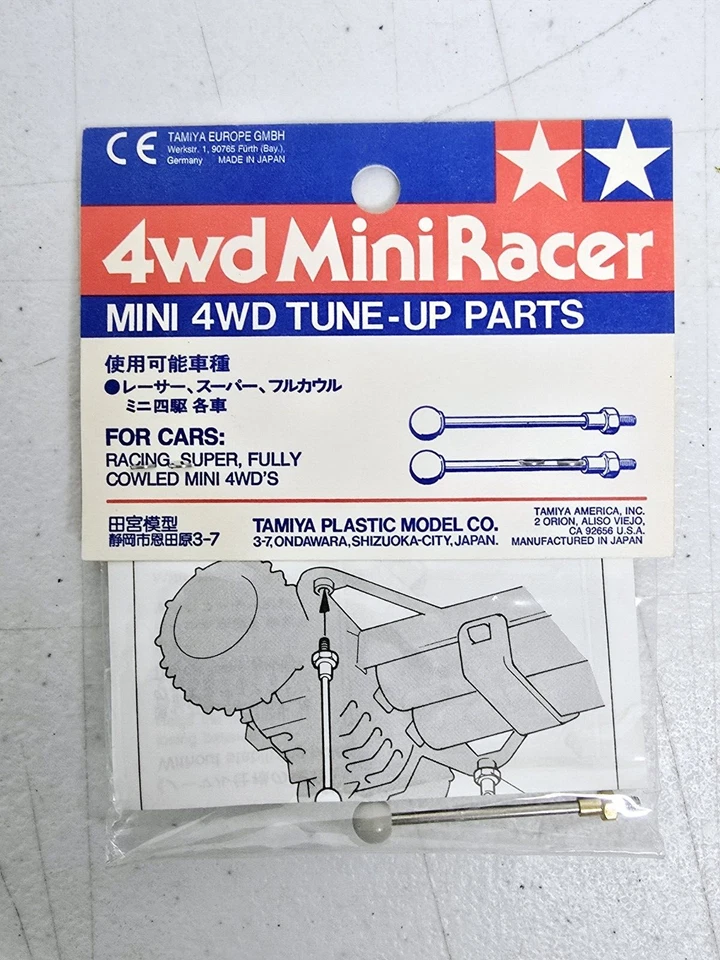 CE
TAMIYA EUROPE GMBH
Werkstr. 1, 90765 Fürth (Bay.),
Germany MADE IN JAPAN
4wd Mini Racer
MINI 4WD TUNE-UP PARTS
使用可能車種
●レーサー、スーパー、フルカウル
ミニ四駆 各車
FOR CARS:
RACING, SUPER, FULLY
COWLED MINI 4WD'S
田宮模型
静岡市恩田原3-7
TAMIYA PLASTIC MODEL CO.
3-7, ONDAWARA, SHIZUOKA-CITY, JAPAN.
TAMIYA AMERICA, INC.
2 ORION, ALISO VIEJO,
CA 92656 U.S.A.
MANUFACTURED IN JAPAN